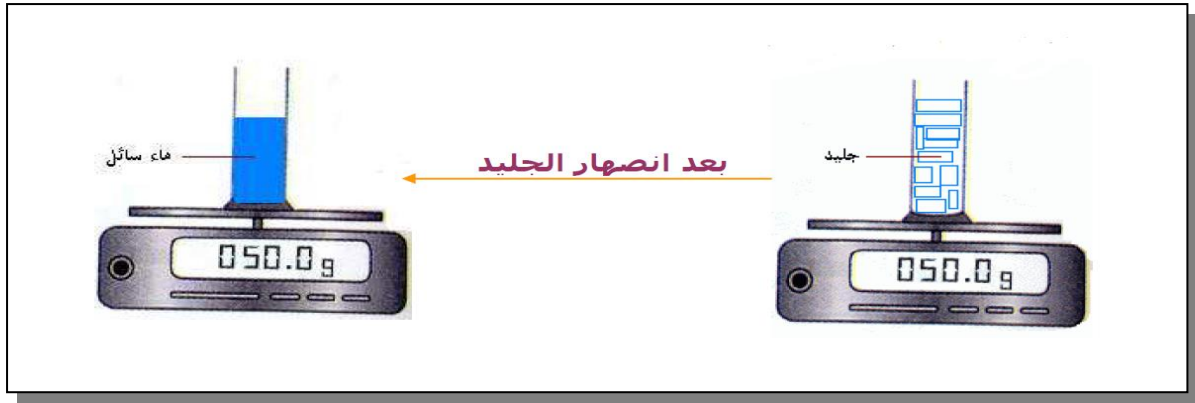 جليد
بعد انصهار الجليد
ماء سائل
050.0 g
050.0 g